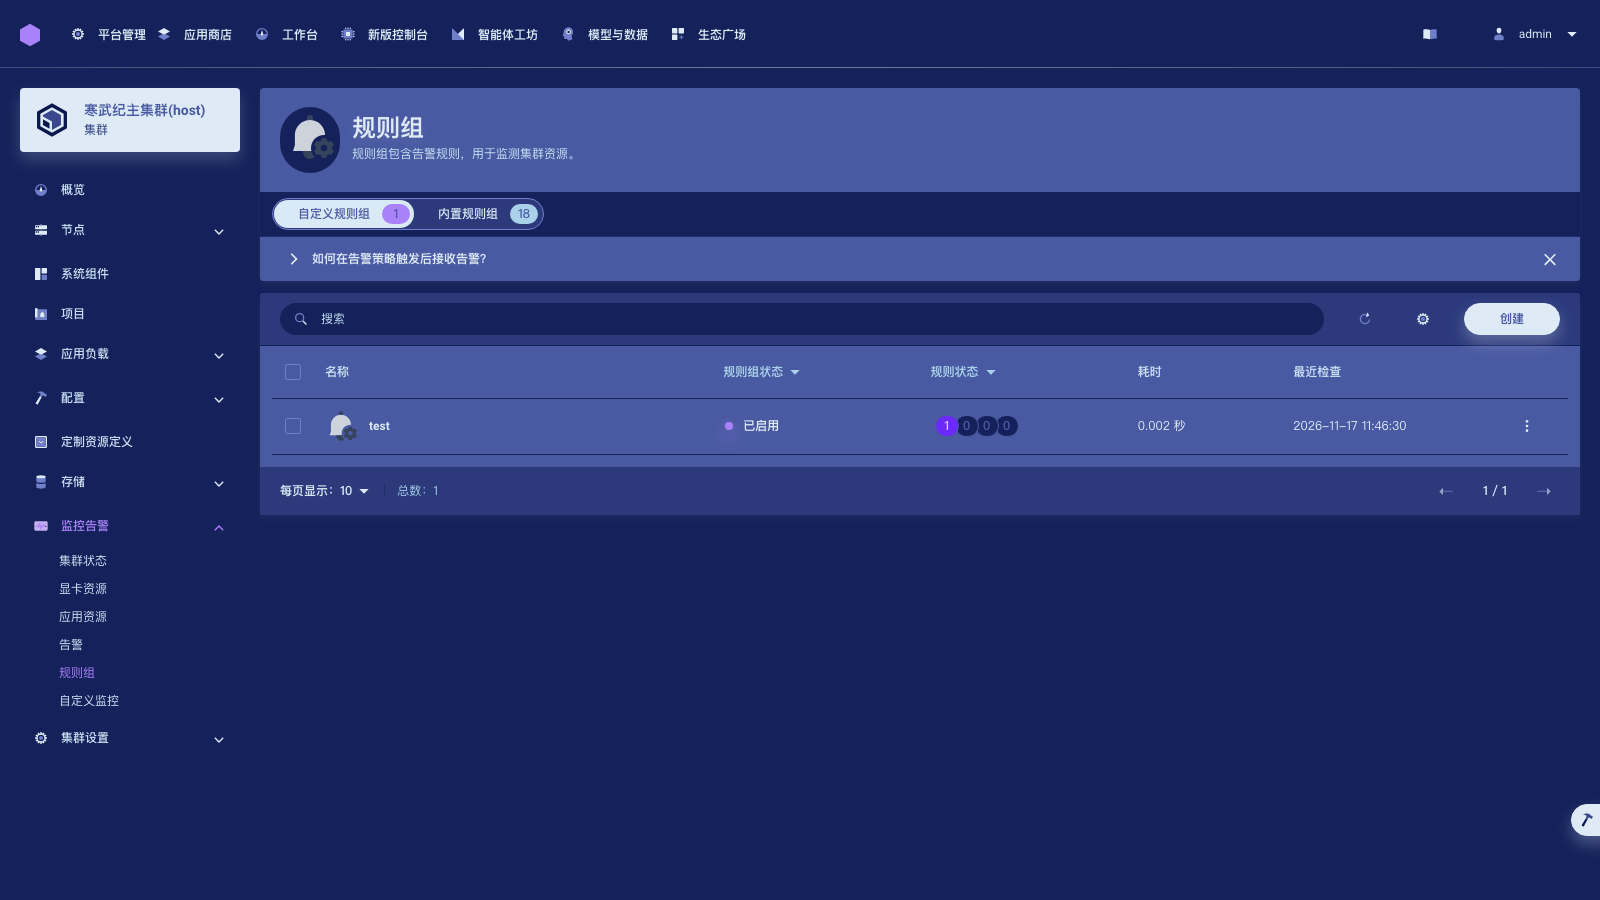 平台管理 应用商店 工作台 新版控制台 智能体工坊 模型与数据 生态广场 admin
寒武纪主集群(host)
集群
概览
节点
系统组件
项目
应用负载
配置
定制资源定义
存储
监控告警
集群状态
显卡资源
应用资源
告警
规则组
自定义监控
集群设置
规则组
规则组包含告警规则，用于监测集群资源。
自定义规则组 1 内置规则组 18
如何在告警策略触发后接收告警?
搜索 创建
名称 规则组状态 规则状态 耗时 最近检查
test 已启用 1 0 0 0 0.002 秒 2026-11-17 11:46:30
每页显示：10 总数：1 1 / 1